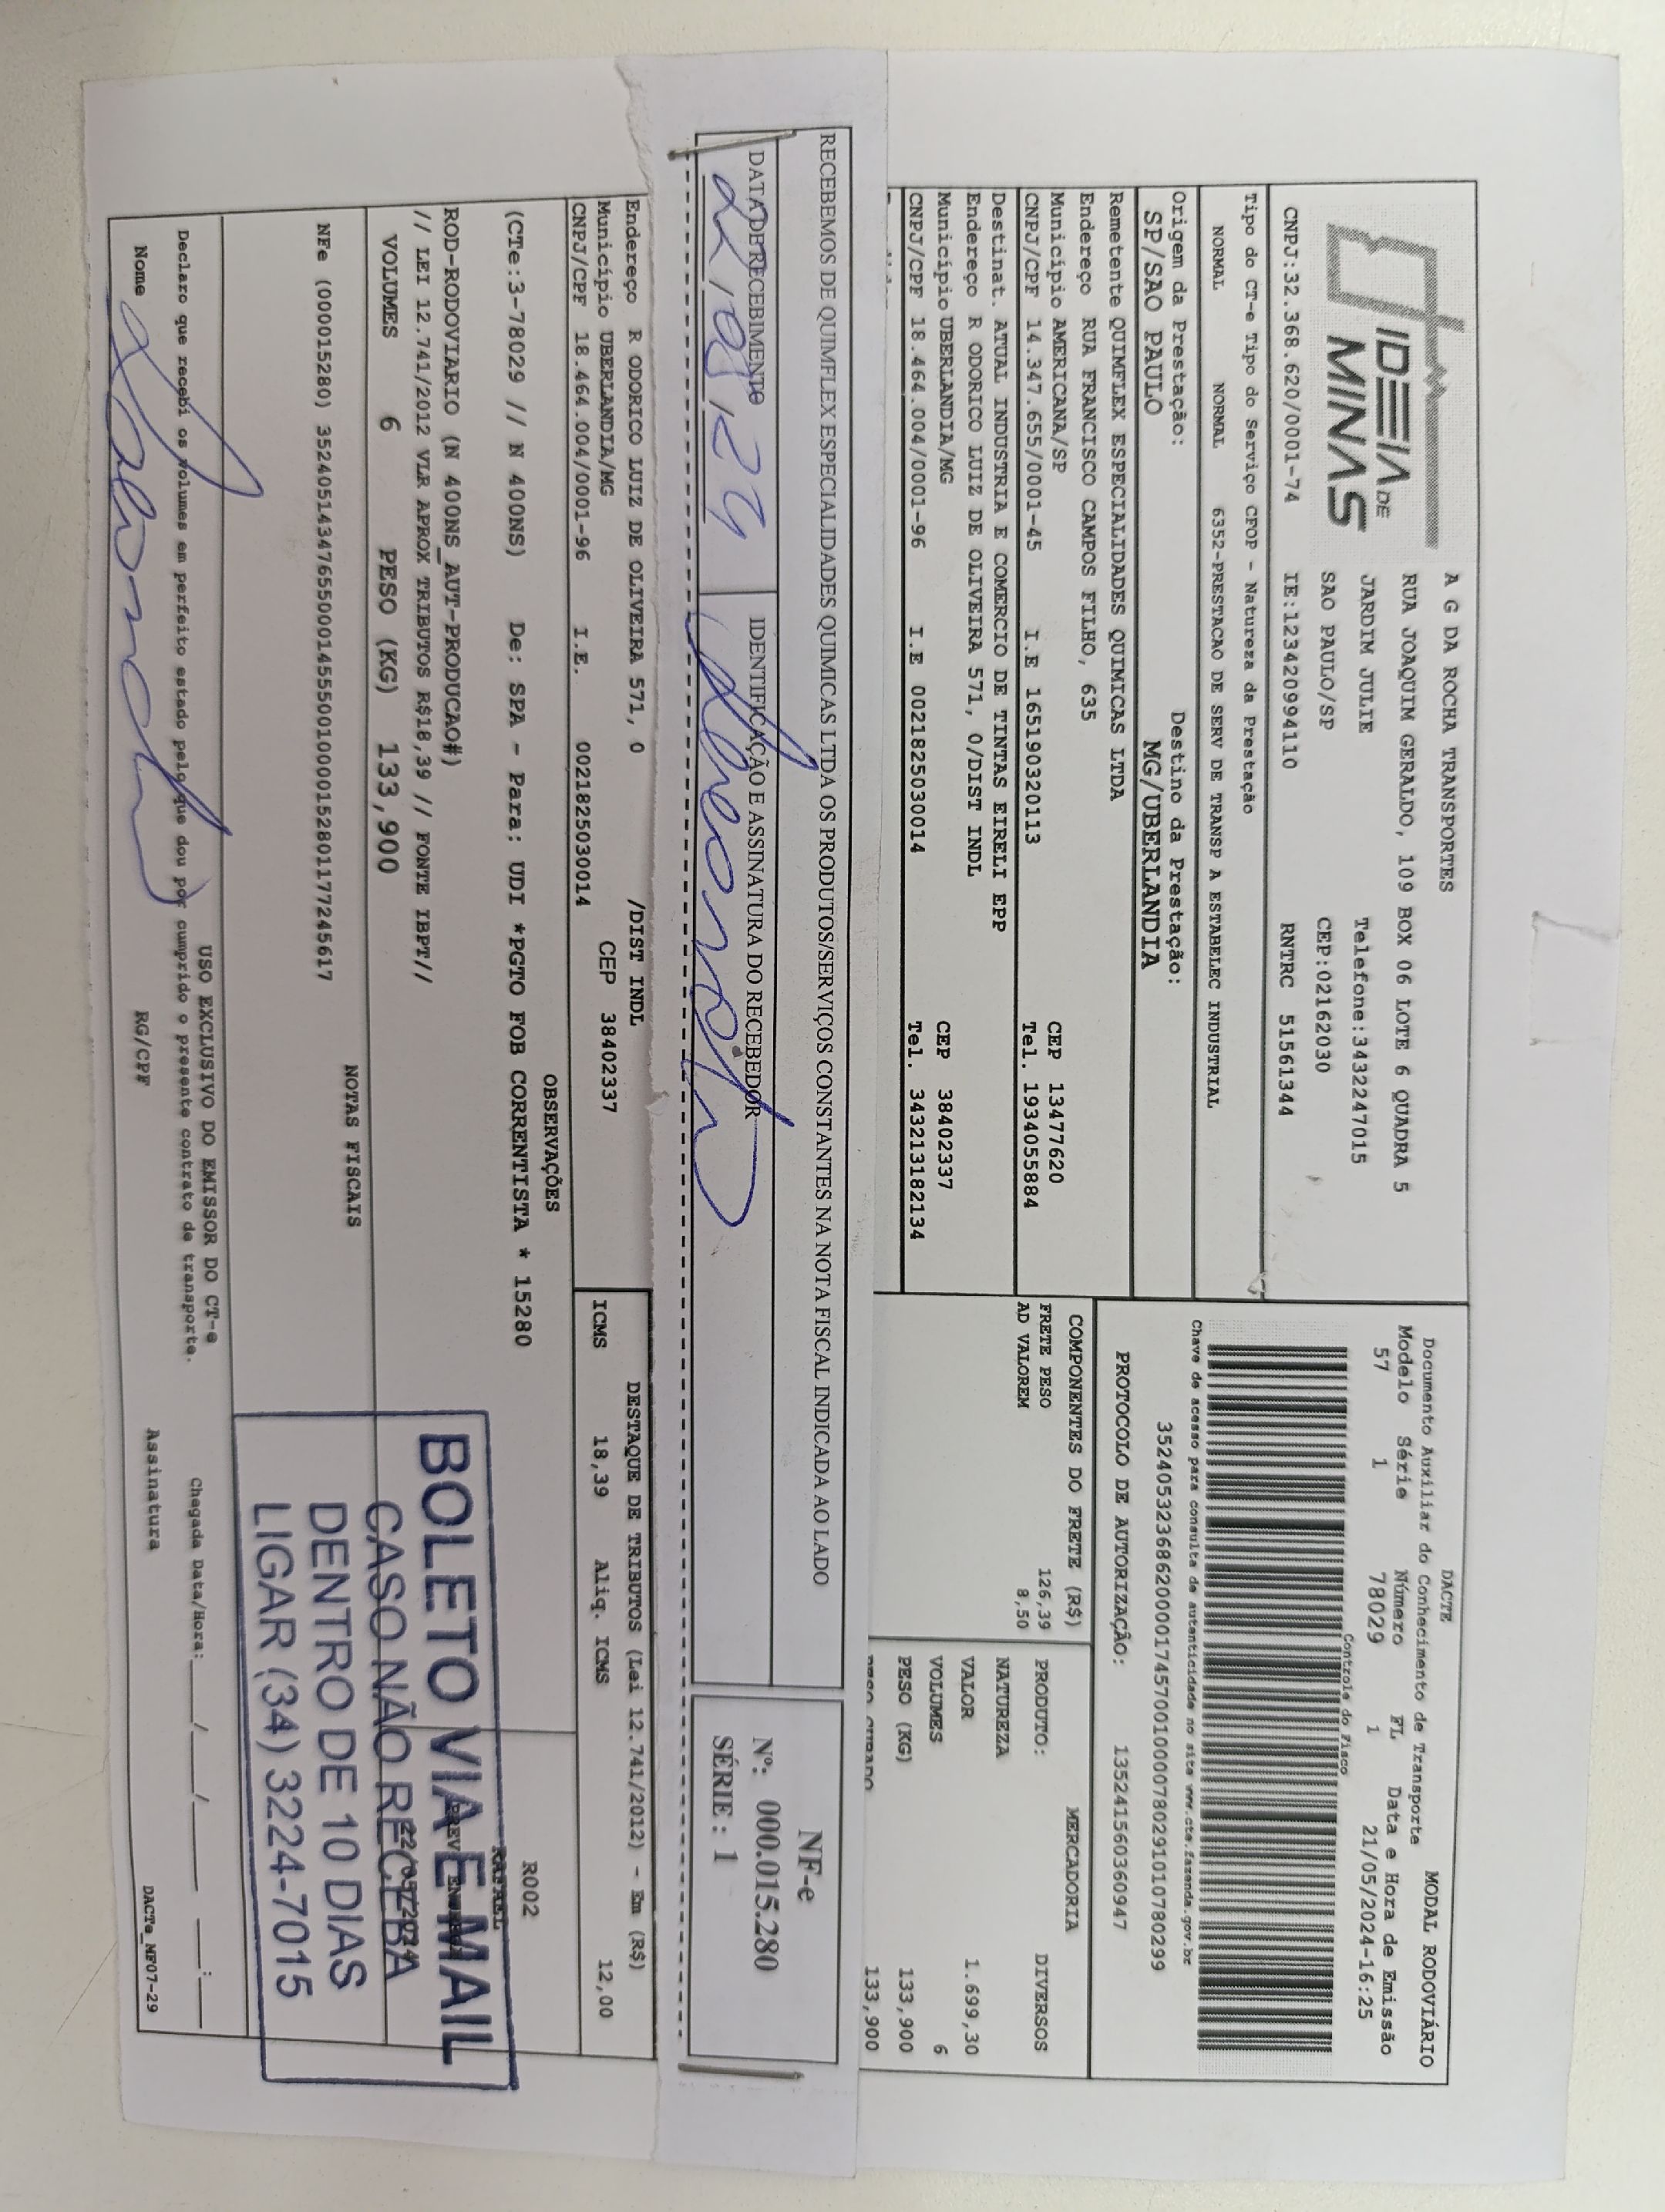 IDEIA DE
MINAS
A G DA ROCHA TRANSPORTES
RUA JOAQUIM GERALDO, 109 BOX 06 LOTE 6 QUADRA 5
JARDIM JULIE Telefone:3432247015
SAO PAULO/SP CEP:02162030
CNPJ:32.368.620/0001-74 IE:123420994110 RNTRC 51561344
Tipo do CT-e Tipo do Serviço CFOP - Natureza da Prestação
NORMAL NORMAL 6352-PRESTACAO DE SERV DE TRANSP A ESTABELEC INDUSTRIAL
Origem da Prestação: Destino da Prestação:
SP/SAO PAULO MG/UBERLANDIA
DACTE MODAL RODOVIÁRIO
Documento Auxiliar do Conhecimento de Transporte
Modelo Série Número FL Data e Hora de Emissão
57 1 78029 1 21/05/2024-16:25
Controle do Fisco
Chave de acesso para consulta de autenticidade no site www.cte.fazenda.gov.br
35240532368620000174570010000780291010780299
PROTOCOLO DE AUTORIZAÇÃO: 135241560360947
Remetente QUIMFLEX ESPECIALIDADES QUIMICAS LTDA
Endereço RUA FRANCISCO CAMPOS FILHO, 635
Município AMERICANA/SP CEP 13477620
CNPJ/CPF 14.347.655/0001-45 I.E 165190320113 Tel. 1934055884
Destinat. ATUAL INDUSTRIA E COMERCIO DE TINTAS EIRELI EPP
Endereço R ODORICO LUIZ DE OLIVEIRA 571, 0/DIST INDL
Município UBERLANDIA/MG CEP 38402337
CNPJ/CPF 18.464.004/0001-96 I.E 0021825030014 Tel. 343213182134
COMPONENTES DO FRETE (R$)
FRETE PESO 126,39
AD VALOREM 8,50
MERCADORIA
PRODUTO: DIVERSOS
NATUREZA
VALOR 1.699,30
VOLUMES 6
PESO (KG) 133,900
PESO CUBADO 133,900
RECEBEMOS DE QUIMFLEX ESPECIALIDADES QUIMICAS LTDA OS PRODUTOS/SERVIÇOS CONSTANTES NA NOTA FISCAL INDICADA AO LADO
DATA DE RECEBIMENTO IDENTIFICAÇÃO E ASSINATURA DO RECEBEDOR
NF-e
Nº: 000.015.280
SÉRIE : 1
Endereço R ODORICO LUIZ DE OLIVEIRA 571, 0 /DIST INDL
Município UBERLANDIA/MG CEP 38402337
CNPJ/CPF 18.464.004/0001-96 I.E. 0021825030014
DESTAQUE DE TRIBUTOS (Lei 12.741/2012) - Em (R$)
ICMS 18,39 Aliq. ICMS 12,00
OBSERVAÇÕES
(CTe:3-78029 // N 400NS) De: SPA - Para: UDI *PGTO FOB CORRENTISTA * 15280
ROD-RODOVIARIO (N 400NS_AUT-PRODUCAO#)
// LEI 12.741/2012 VLR APROX TRIBUTOS R$18,39 // FONTE IBPT//
R002
RAFAEL
22/05/2024
VOLUMES 6 PESO (KG) 133,900
NOTAS FISCAIS
NFe (000015280) 35240514347655000145550010000152801177245617
BOLETO VIA E-MAIL
CASO NÃO RECEBA
DENTRO DE 10 DIAS
LIGAR (34) 3224-7015
USO EXCLUSIVO DO EMISSOR DO CT-e
Declaro que recebi os volumes em perfeito estado pelo que dou por cumprido o presente contrato de transporte.
Chegada Data/Hora:____/____/____ ___:___
Nome RG/CPF Assinatura
DACTe_NF07-29